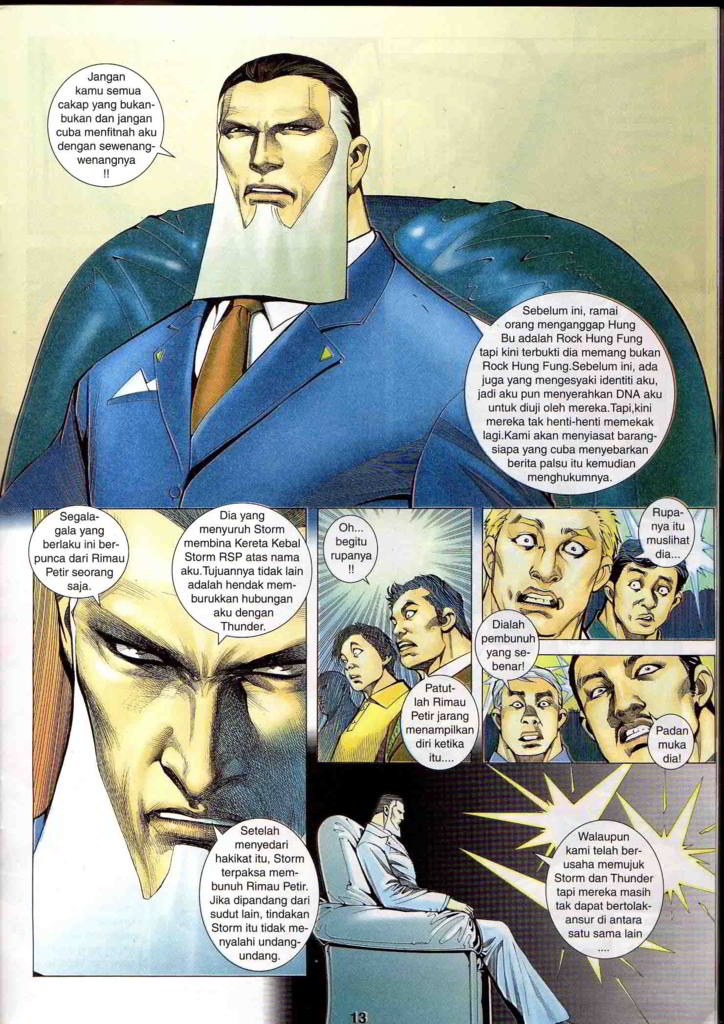 Jangan
kamu semua
cakap yang bukan-
bukan dan jangan
cuba menfitnah aku
dengan sewenang-
wenangnya
!!
Sebelum ini, ramai
orang menganggap Hung
Bu adalah Rock Hung Fung
tapi kini terbukti dia memang bukan
Rock Hung Fung.Sebelum ini, ada
juga yang mengesyaki identiti aku,
jadi aku pun menyerahkan DNA aku
untuk diuji oleh mereka.Tapi,kini
mereka tak henti-henti memekak
lagi.Kami akan menyiasat barang-
siapa yang cuba menyebarkan
berita palsu itu kemudian
menghukumnya.
Segala-
gala yang
berlaku ini ber-
punca dari Rimau
Petir seorang
saja.
Dia yang
menyuruh Storm
membina Kereta Kebal
Storm RSP atas nama
aku.Tujuannya tidak lain
adalah hendak mem-
burukkan hubungan
aku dengan
Thunder.
Setelah
menyedari
hakikat itu, Storm
terpaksa mem-
bunuh Rimau Petir.
Jika dipandang dari
sudut lain, tindakan
Storm itu tidak me-
nyalahi undang-
undang.
Oh...
begitu
rupanya
!!
Patut-
lah Rimau
Petir jarang
menampilkan
diri ketika
itu....
Rupa-
nya itu
muslihat
dia...
Dialah
pembunuh
yang se-
benar!
Padan
muka
dia!
Walaupun
kami telah ber-
usaha memujuk
Storm dan Thunder
tapi mereka masih
tak dapat bertolak-
ansur di antara
satu sama lain
....
13